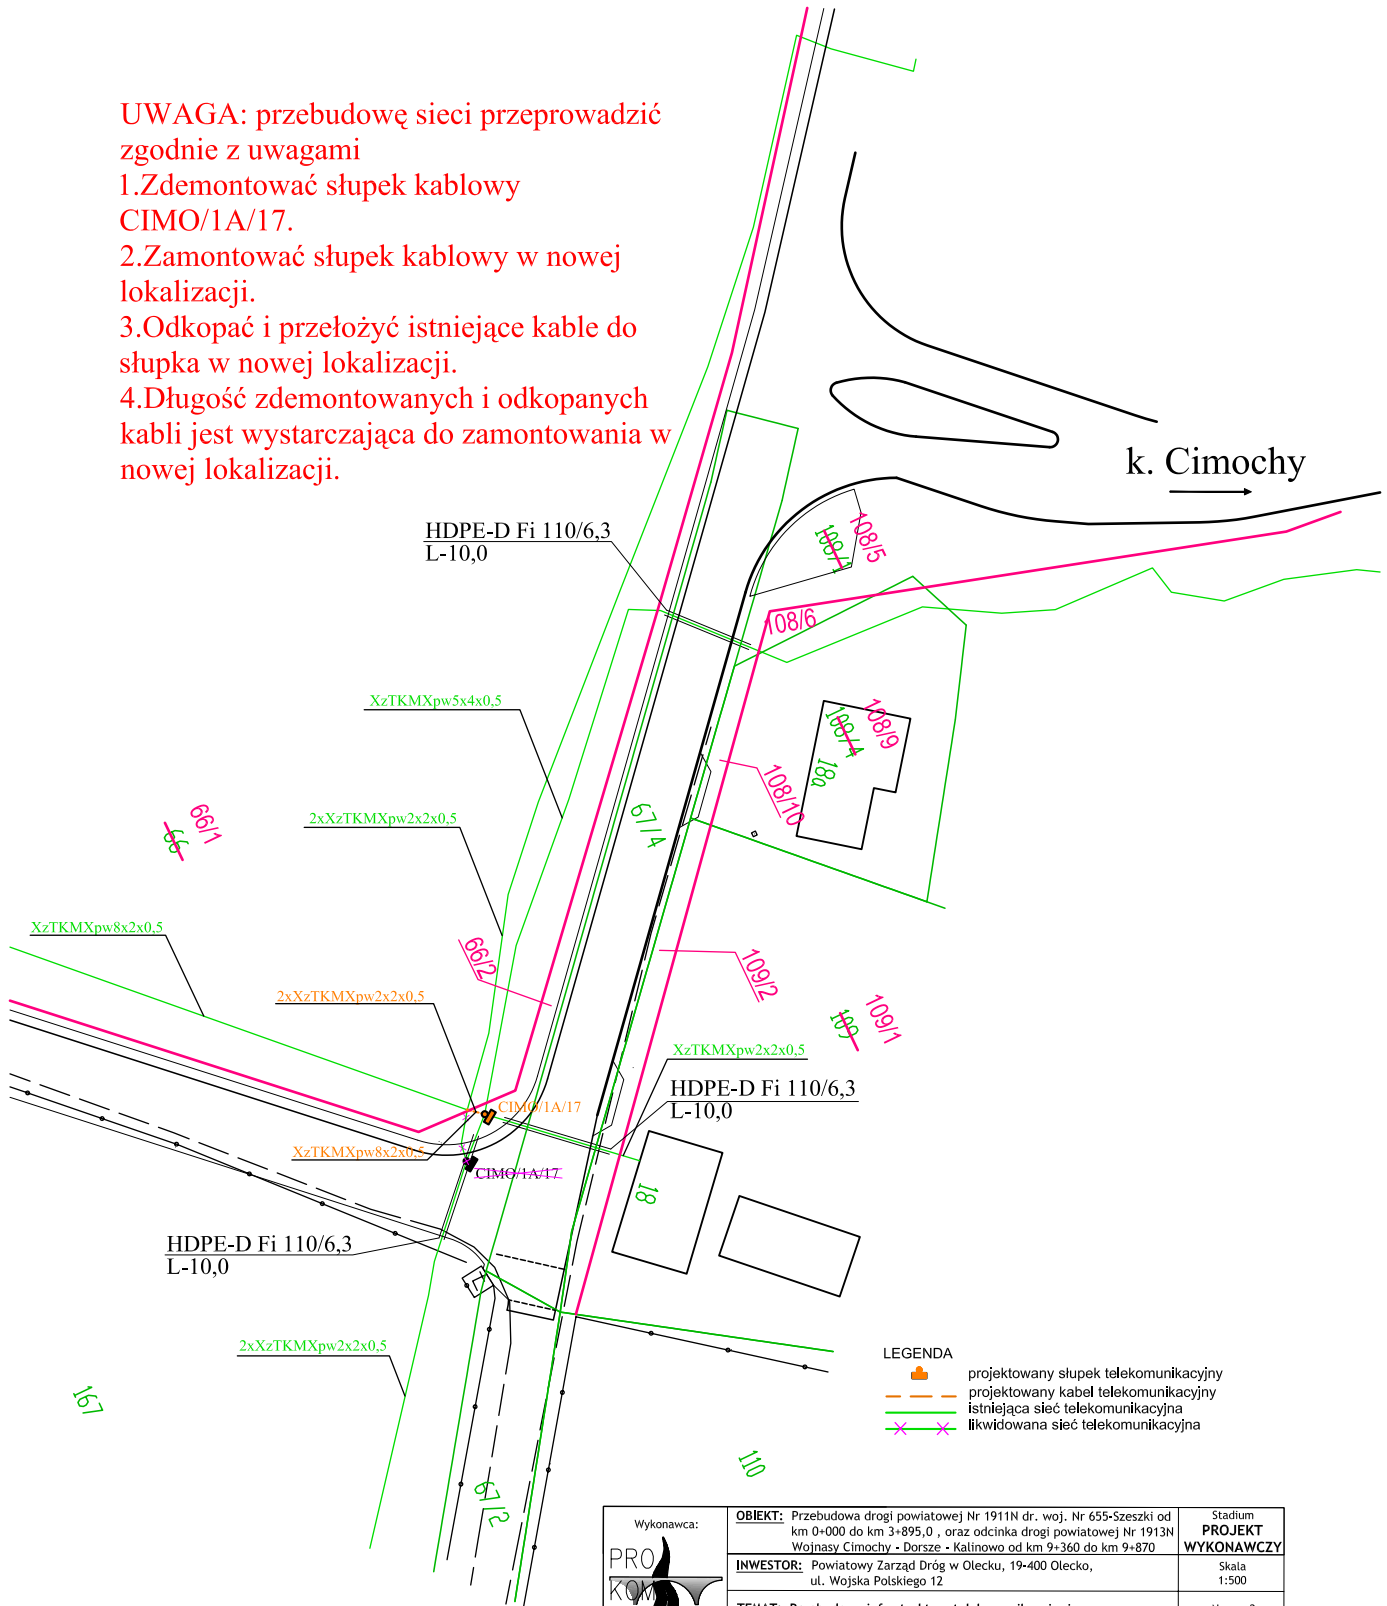 UWAGA: przebudowę sieci przeprowadzić
zgodnie z uwagami
1.Zdemontować słupek kablowy
CIMO/1A/17.
2.Zamontować słupek kablowy w nowej
lokalizacji.
3.Odkopać i przełożyć istniejące kable do
słupka w nowej lokalizacji.
4.Długość zdemontowanych i odkopanych
kabli jest wystarczająca do zamontowania w
nowej lokalizacji.
k. Cimochy
HDPE-D Fi 110/6,3
L-10,0
108/5
108/1
108/6
XzTKMXpw5x4x0,5
108/9
108/4
18a
108/10
66/1
66
2xXzTKMXpw2x2x0,5
67/4
XzTKMXpw8x2x0,5
66/2
109/2
2xXzTKMXpw2x2x0,5
109/1
109
XzTKMXpw2x2x0,5
HDPE-D Fi 110/6,3
L-10,0
CIMO/1A/17
XzTKMXpw8x2x0,5
CIMO/1A/17
18
HDPE-D Fi 110/6,3
L-10,0
2xXzTKMXpw2x2x0,5
167
67/2
110
LEGENDA
projektowany słupek telekomunikacyjny
projektowany kabel telekomunikacyjny
istniejąca sieć telekomunikacyjna
likwidowana sieć telekomunikacyjna
Wykonawca:
PRO
KOM
OBIEKT: Przebudowa drogi powiatowej Nr 1911N dr. woj. Nr 655-Szeszki od
km 0+000 do km 3+895,0 , oraz odcinka drogi powiatowej Nr 1913N
Wojnasy Cimochy - Dorsze - Kalinowo od km 9+360 do km 9+870
Stadium
PROJEKT
WYKONAWCZY
INWESTOR: Powiatowy Zarząd Dróg w Olecku, 19-400 Olecko,
ul. Wojska Polskiego 12
Skala
1:500